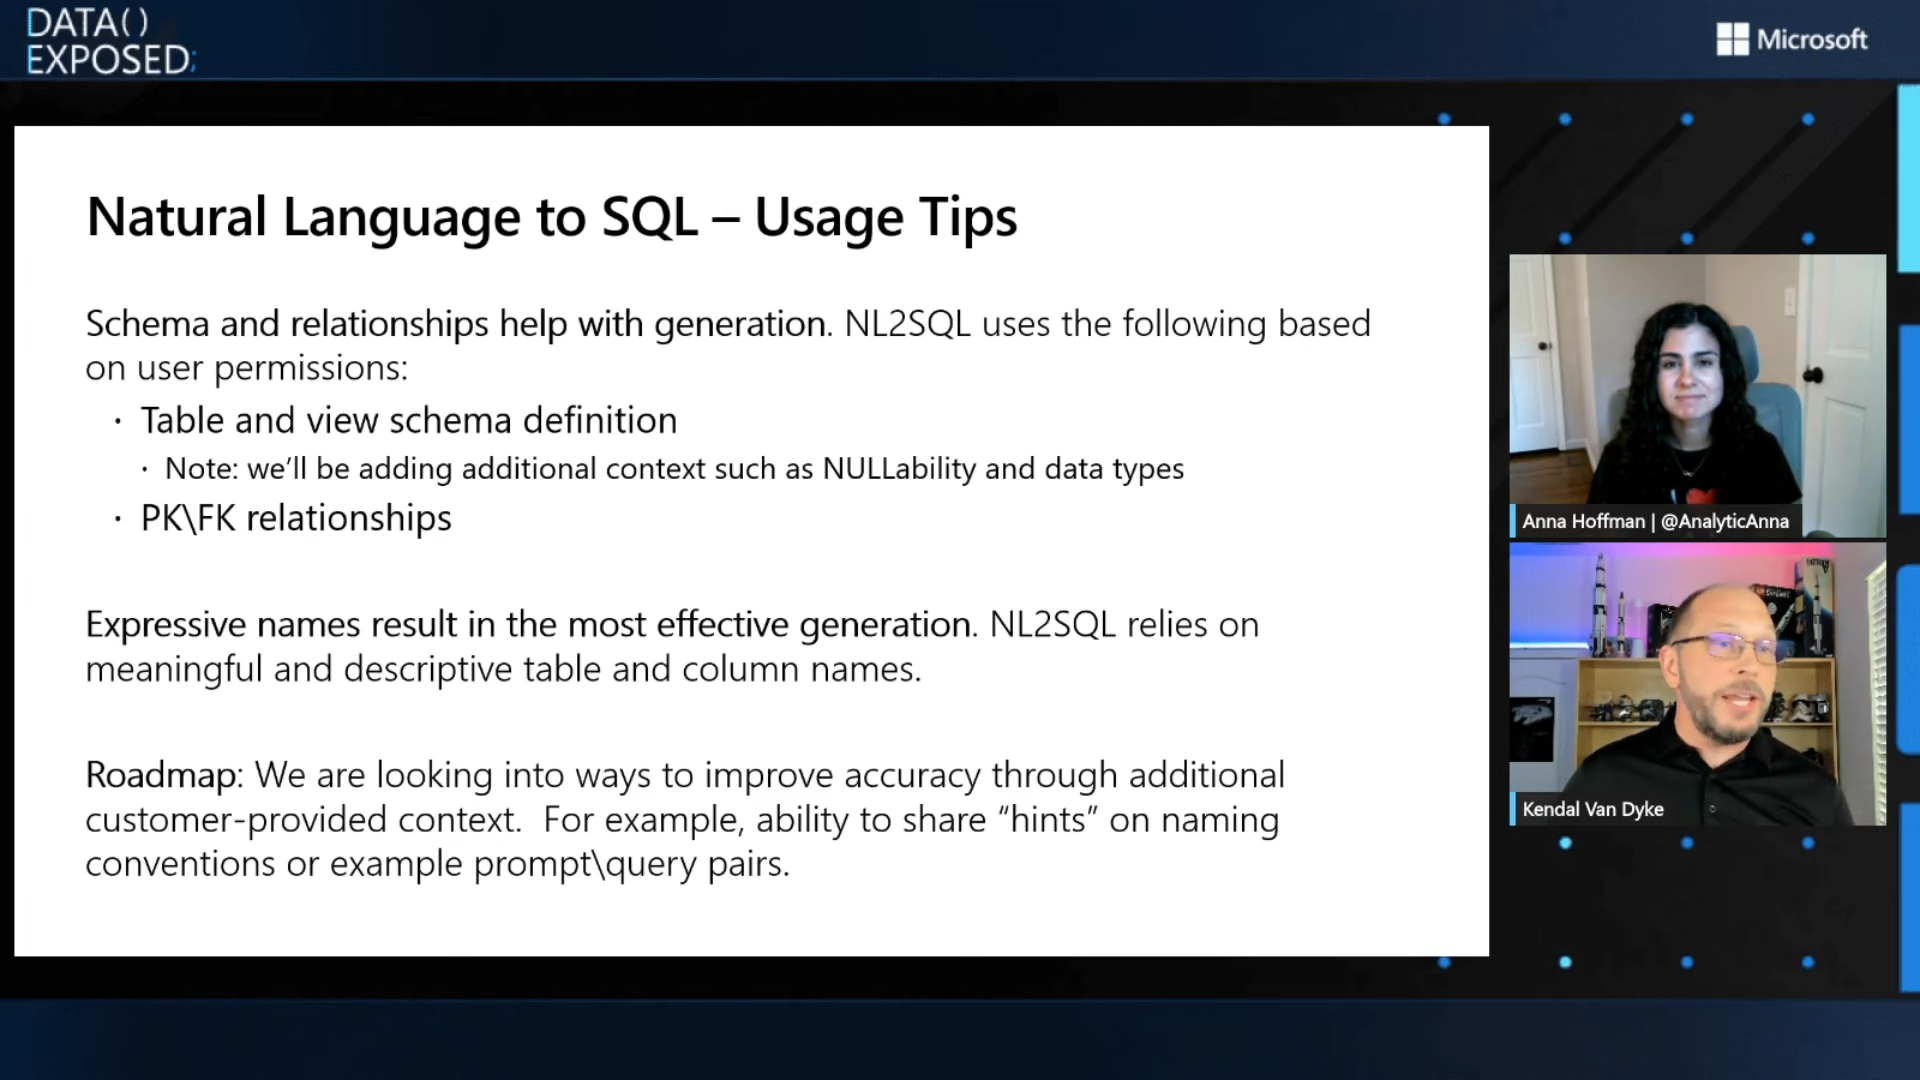 DATA()
EXPOSED;
Microsoft
Natural Language to SQL – Usage Tips
Schema and relationships help with generation. NL2SQL uses the following based
on user permissions:
· Table and view schema definition
· Note: we’ll be adding additional context such as NULLability and data types
· PK\FK relationships
Expressive names result in the most effective generation. NL2SQL relies on
meaningful and descriptive table and column names.
Roadmap: We are looking into ways to improve accuracy through additional
customer-provided context.  For example, ability to share “hints” on naming
conventions or example prompt\query pairs.
Anna Hoffman | @AnalyticAnna
Kendal Van Dyke